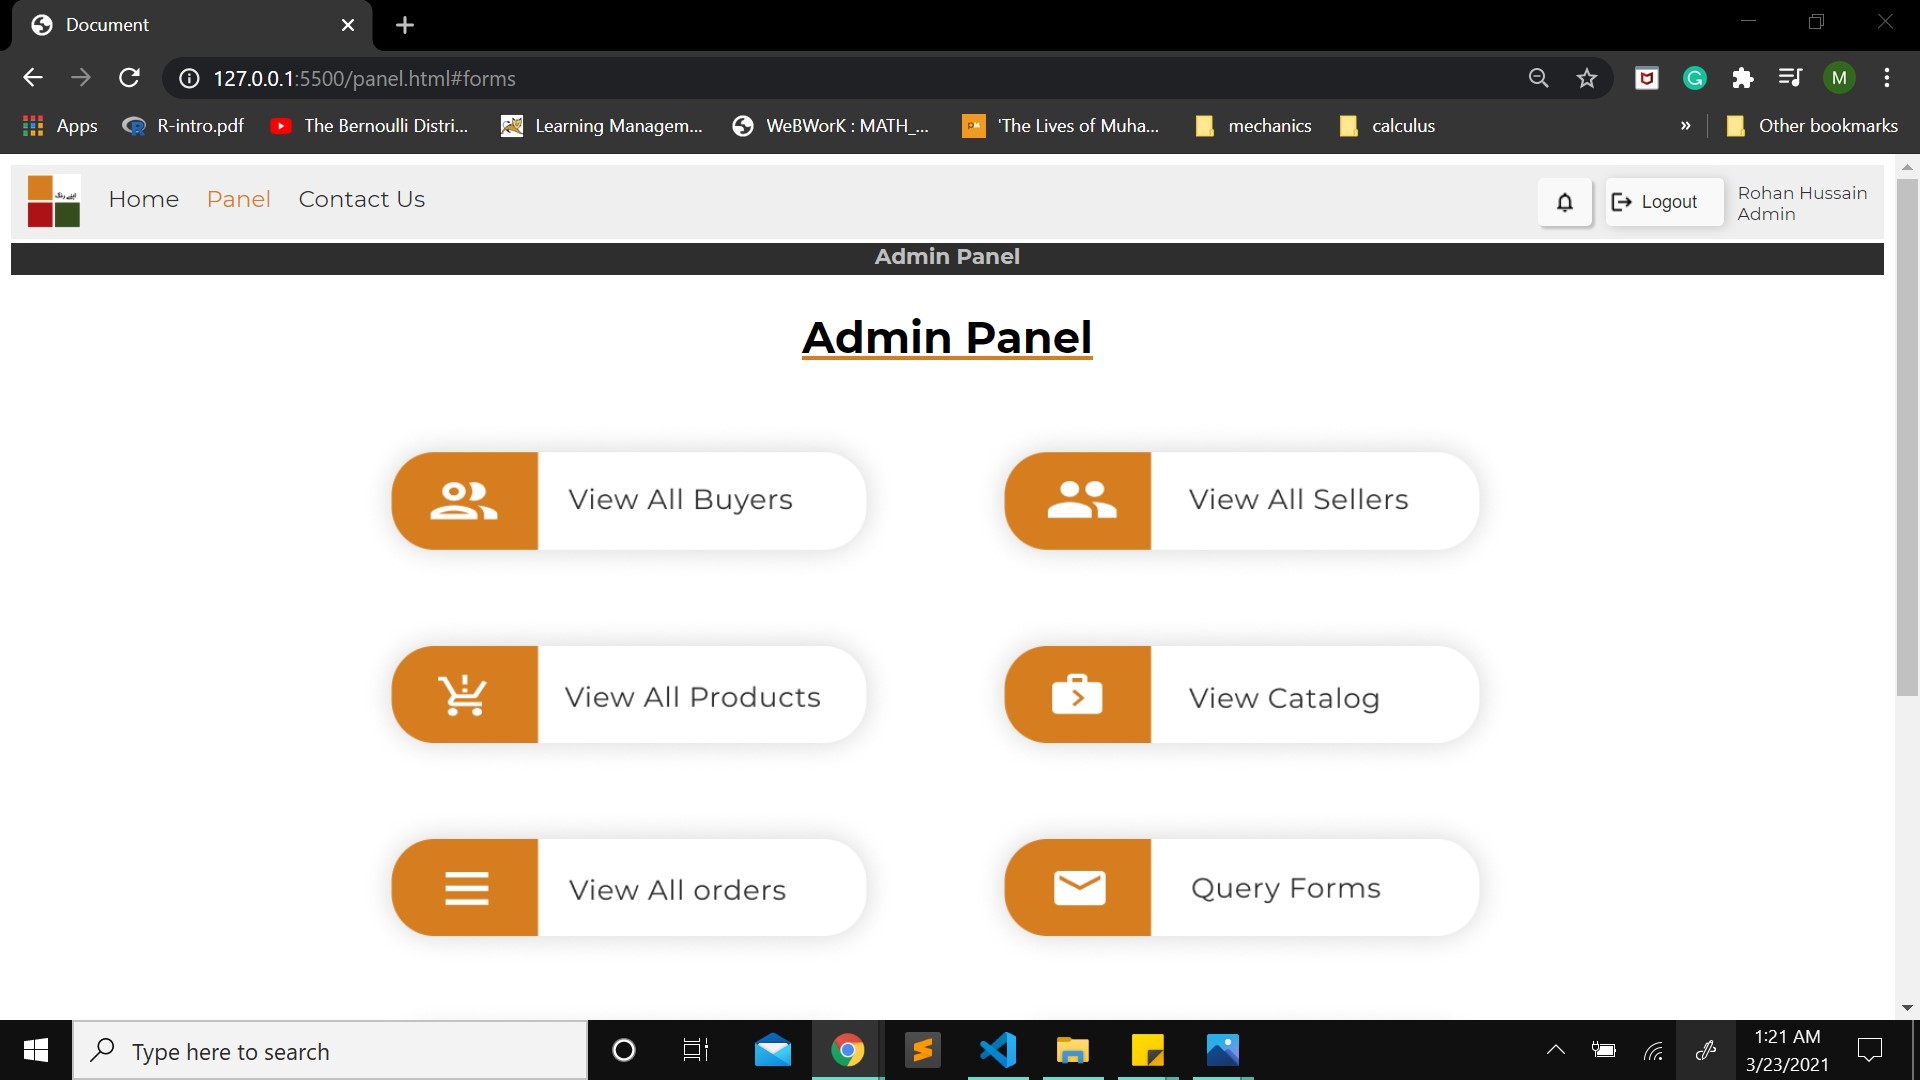 Document
127.0.0.1:5500/panel.html#forms
M
Apps
R-intro.pdf
The Bernoulli Distri...
Learning Managem...
WeBWorK : MATH_...
'The Lives of Muha...
mechanics
calculus
»
Other bookmarks
Home
Panel
Contact Us
Logout
Rohan Hussain
Admin
Admin Panel
Admin Panel
View All Buyers
View All Sellers
View All Products
View Catalog
View All orders
Query Forms
Type here to search
1:21 AM
3/23/2021